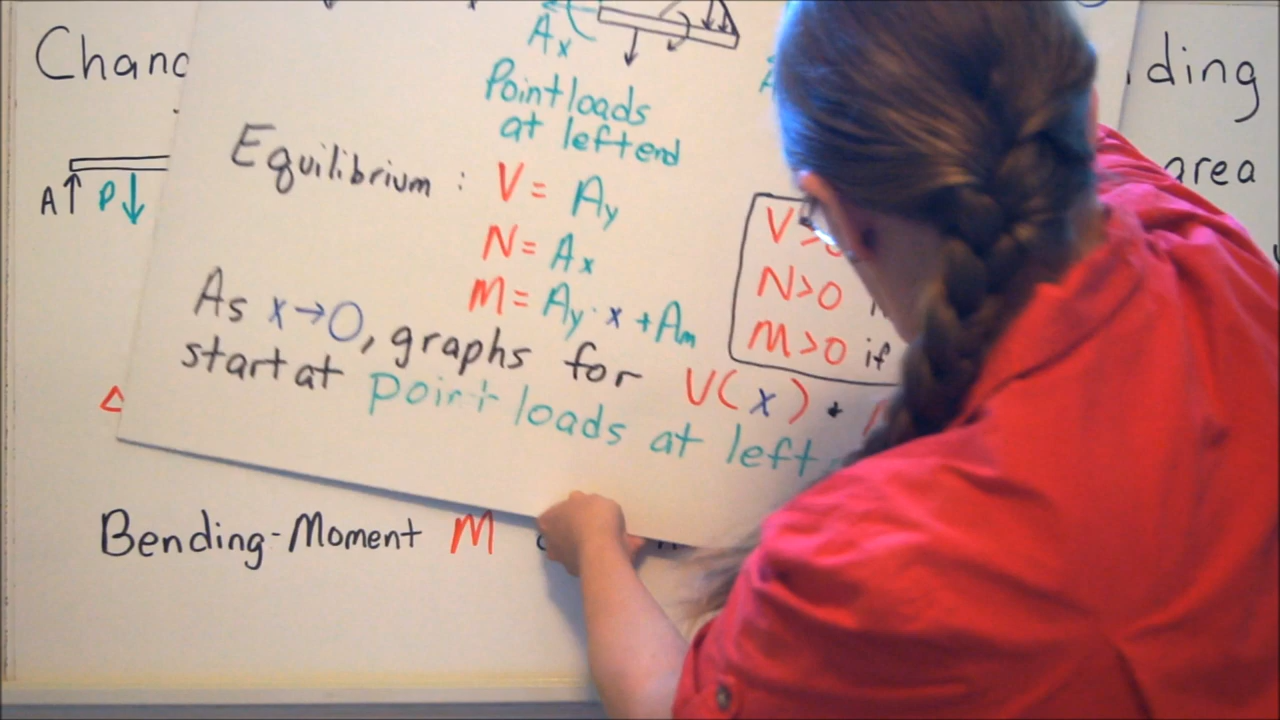 Ax
Chanc
ding
Point loads
at left end
Equilibrium : V = Ay
area
A P
V>0
N = Ax
N>0
M = Ay · x + Am
M>0 if
As x→0, graphs for V(x) +
start at point loads at left
Bending-Moment M